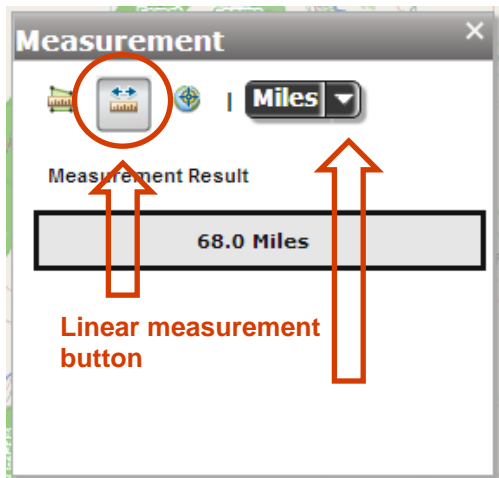 Measurement ×
| Miles
Measurement Result
68.0 Miles
Linear measurement
button